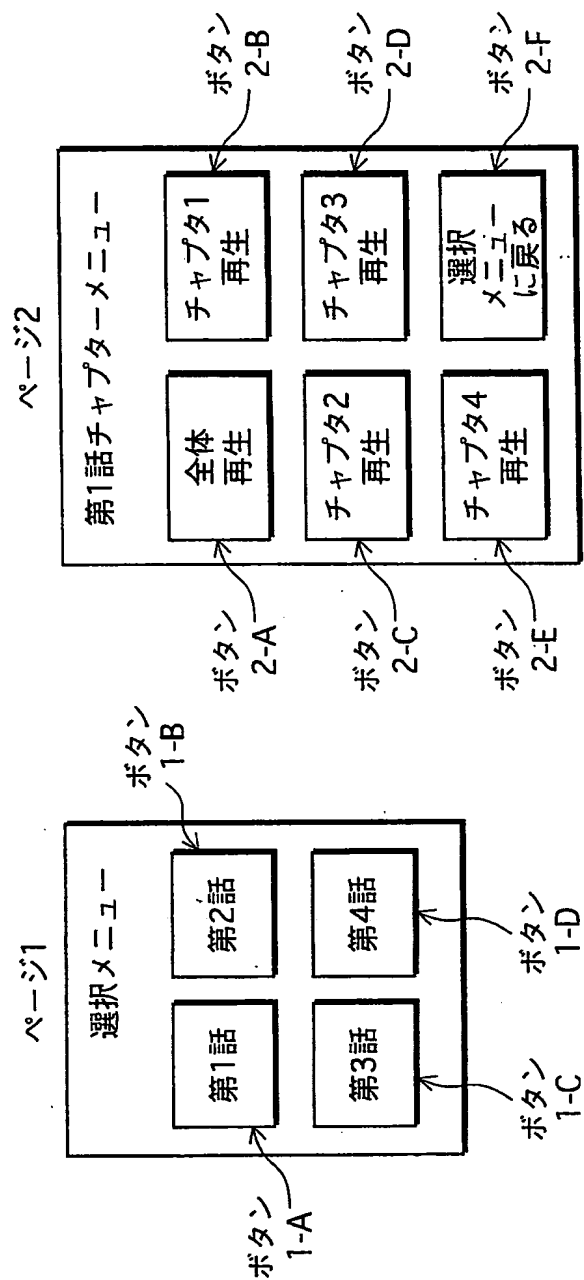 ページ1
選択メニュー
第1話
第2話
第3話
第4話
ボタン
1-A
ボタン
1-B
ボタン
1-C
ボタン
1-D
ページ2
第1話チャプターメニュー
全体
再生
チャプタ1
再生
チャプタ2
再生
チャプタ3
再生
チャプタ4
再生
選択
メニュー
に戻る
ボタン
2-A
ボタン
2-B
ボタン
2-C
ボタン
2-D
ボタン
2-E
ボタン
2-F